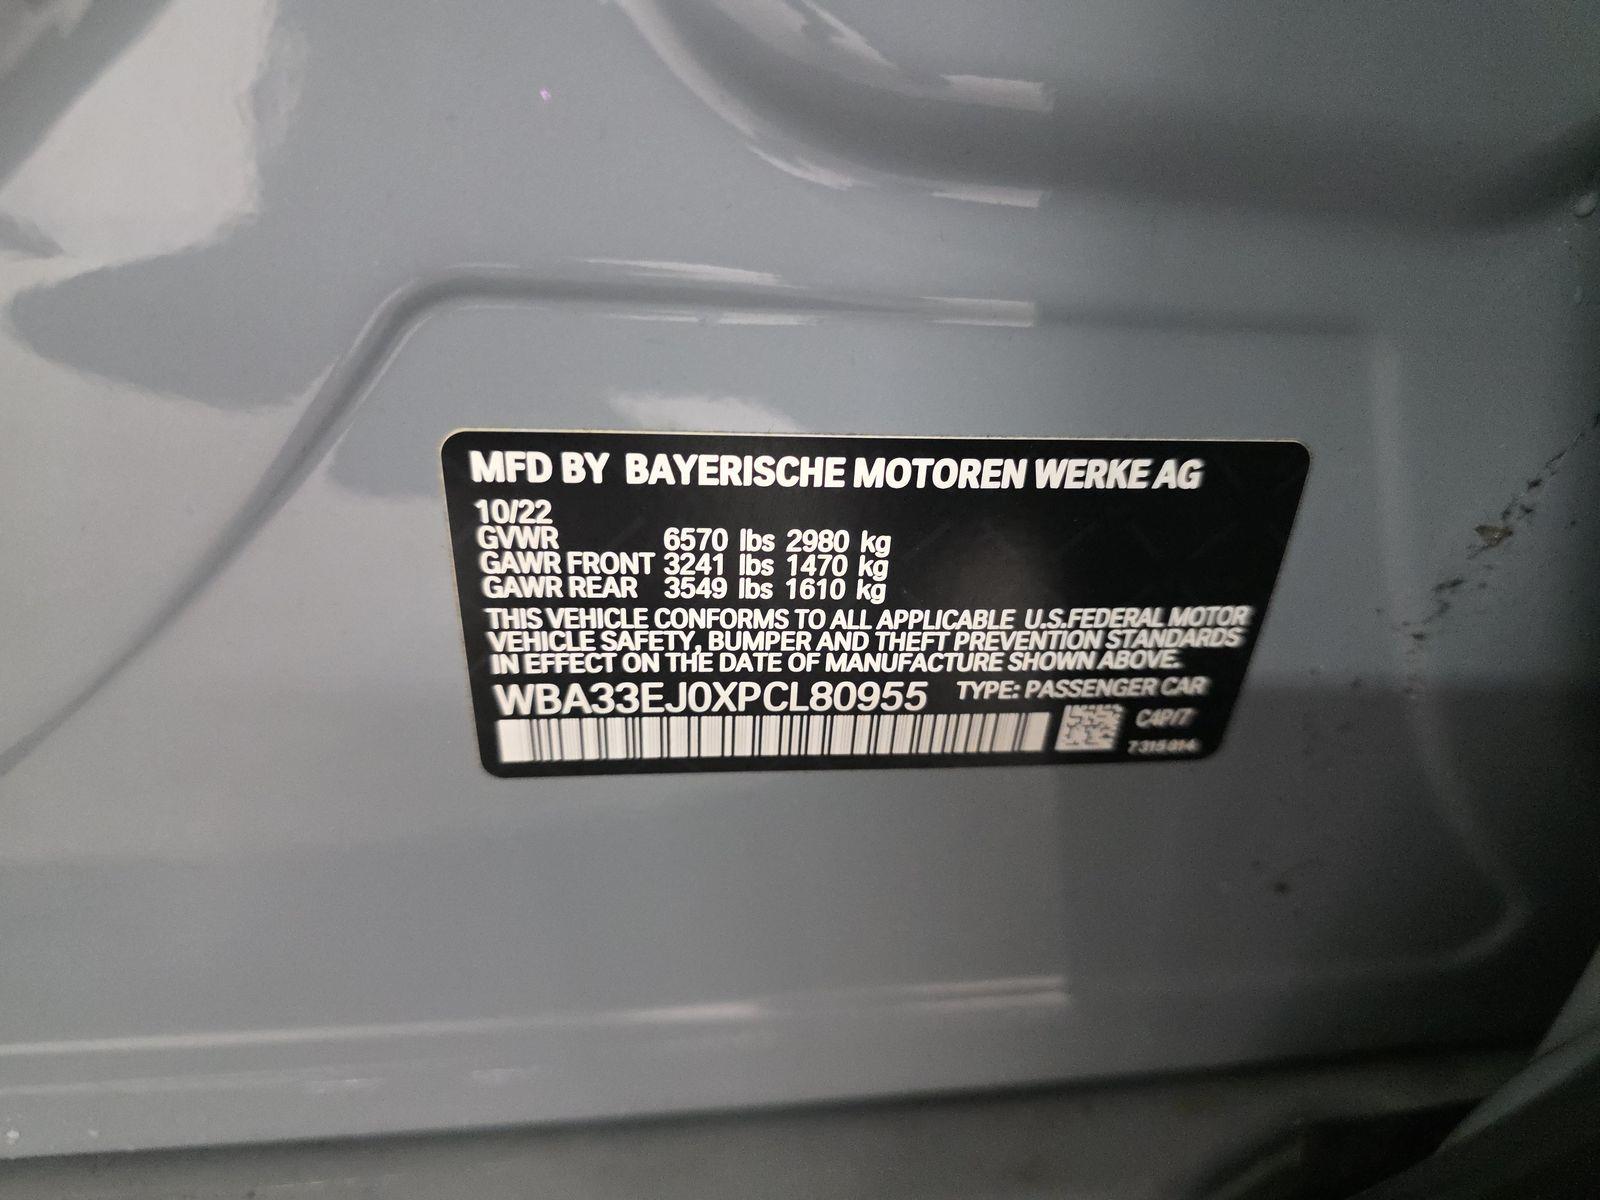 MFD BY BAYERISCHE MOTOREN WERKE AG
10/22
GVWR 6570 lbs 2980 kg
GAWR FRONT 3241 lbs 1470 kg
GAWR REAR 3549 lbs 1610 kg
THIS VEHICLE CONFORMS TO ALL APPLICABLE U.S.FEDERAL MOTOR
VEHICLE SAFETY, BUMPER AND THEFT PREVENTION STANDARDS
IN EFFECT ON THE DATE OF MANUFACTURE SHOWN ABOVE.
WBA33EJ0XPCL80955 TYPE: PASSENGER CAR
C4P/7